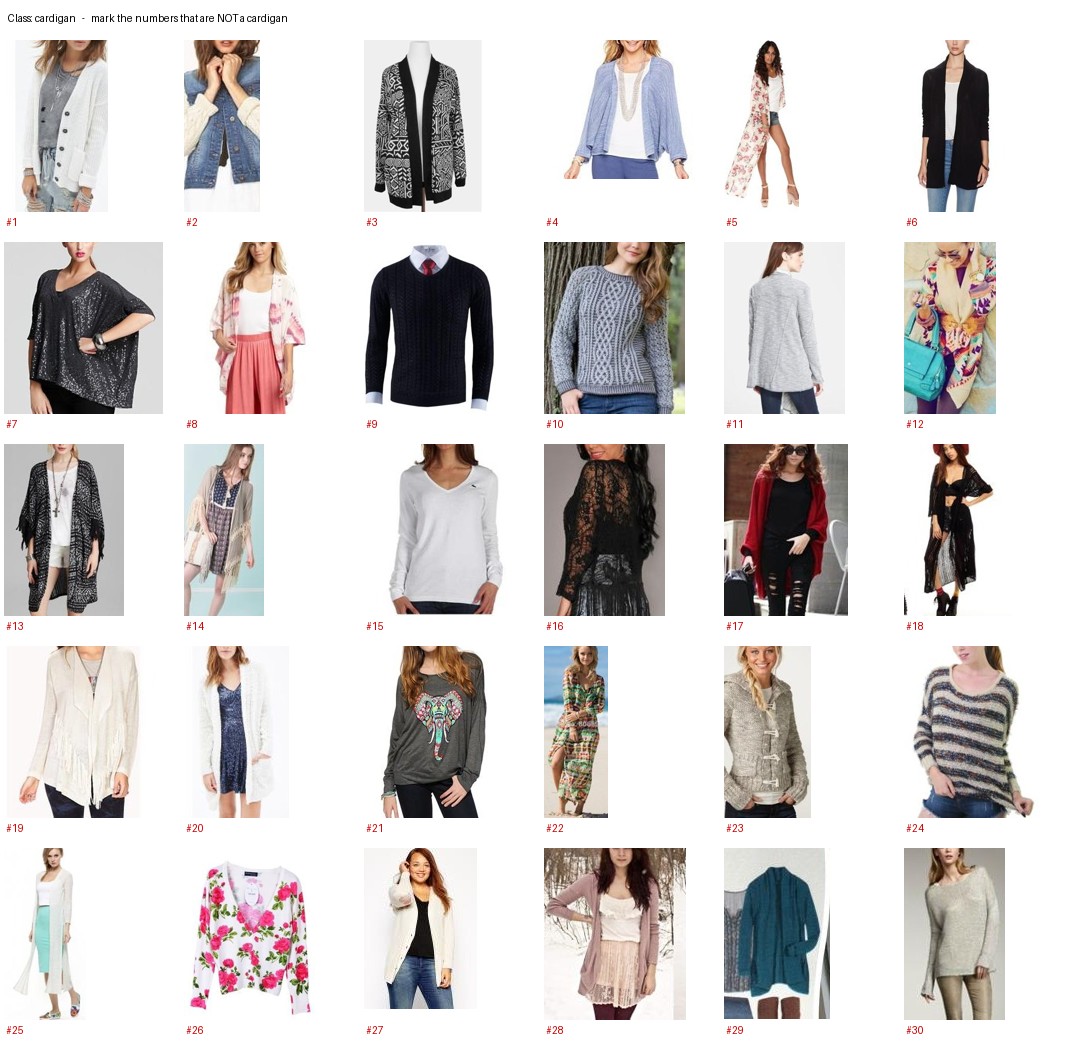 Class: cardigan  -  mark the numbers that are NOT a cardigan
#1 #2 #3 #4 #5 #6
#7 #8 #9 #10 #11 #12
#13 #14 #15 #16 #17 #18
#19 #20 #21 #22 #23 #24
#25 #26 #27 #28 #29 #30